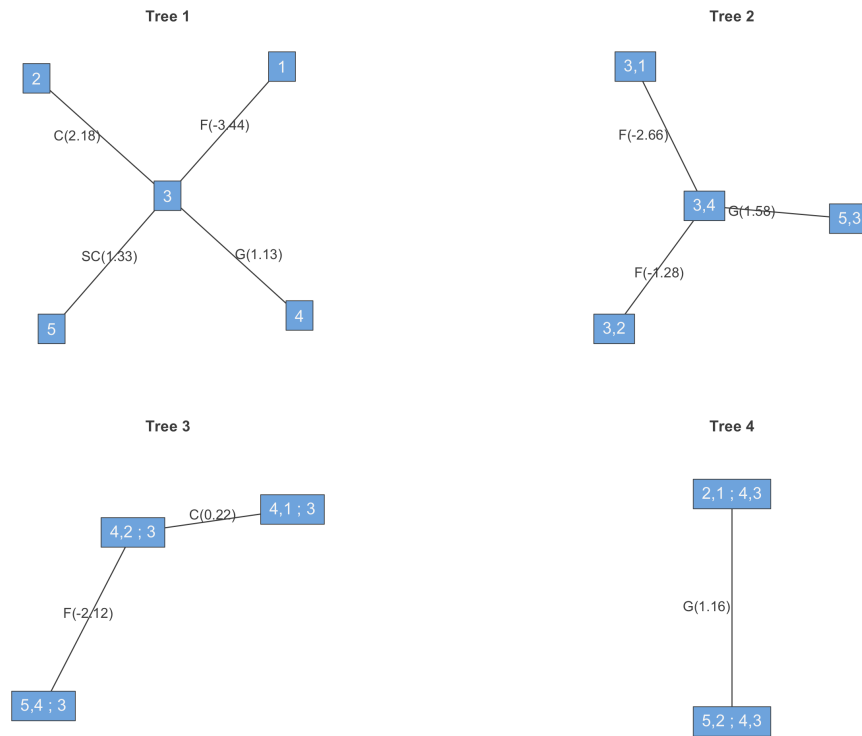 Tree 1
Tree 2
2
1
3,1
C(2.18)
F(-3.44)
F(-2.66)
3
3,4
G(1.58)
5,3
SC(1.33)
G(1.13)
F(-1.28)
5
4
3,2
Tree 3
Tree 4
4,2 ; 3
C(0.22)
4,1 ; 3
2,1 ; 4,3
F(-2.12)
G(1.16)
5,4 ; 3
5,2 ; 4,3